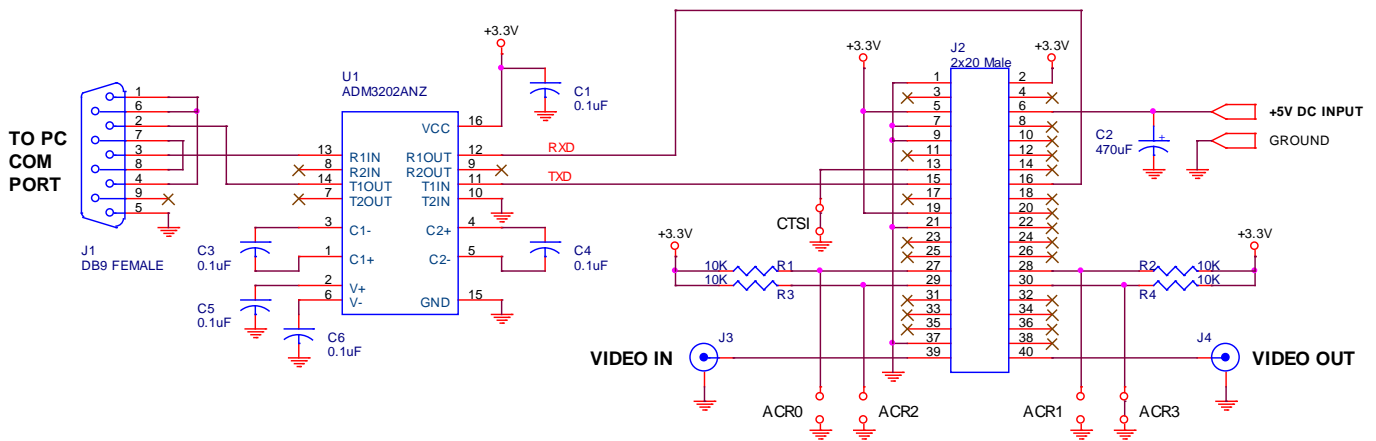 TO PC
COM
PORT
J1
DB9 FEMALE
1
6
2
7
3
8
4
9
5
U1
ADM3202ANZ
VCC
16
13
R1IN
R1OUT
12
8
R2IN
R2OUT
9
14
T1OUT
T1IN
11
7
T2OUT
T2IN
10
3
C1-
C2+
4
1
C1+
C2-
5
2
V+
6
V-
GND
15
+3.3V
C1
0.1uF
C3
0.1uF
C4
0.1uF
C5
0.1uF
C6
0.1uF
RXD
TXD
+3.3V
J2
2x20 Male
+3.3V
1
2
3
4
5
6
7
8
9
10
11
12
13
14
15
16
17
18
19
20
21
22
23
24
25
26
27
28
29
30
31
32
33
34
35
36
37
38
39
40
C2
+
470uF
+5V DC INPUT
GROUND
CTSI
+3.3V
10K
R1
10K
R3
+3.3V
R2
10K
R4
10K
VIDEO IN
J3
J4
VIDEO OUT
ACR0
ACR2
ACR1
ACR3